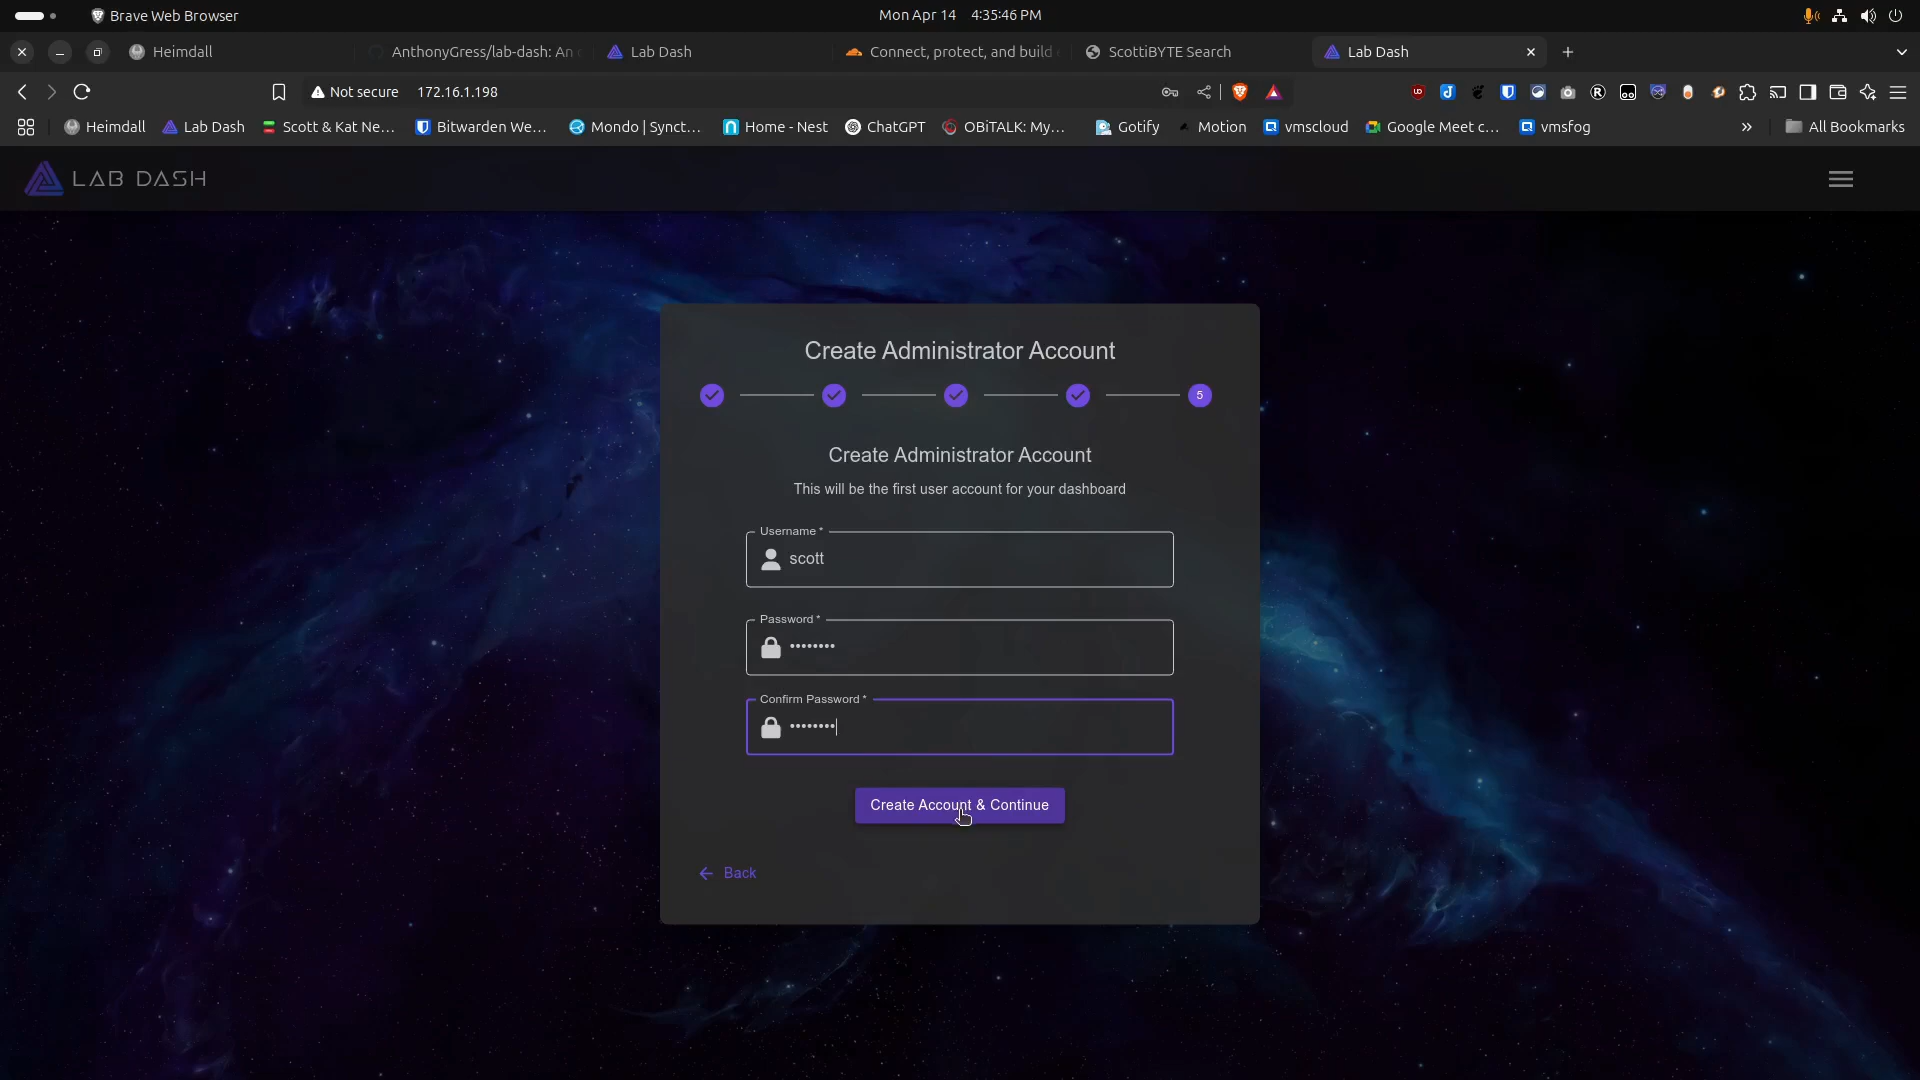 Brave Web Browser
Mon Apr 14 4:35:46 PM
Heimdall
AnthonyGress/lab-dash: An
Lab Dash
Connect, protect, and build
ScottiBYTE Search
Lab Dash
Not secure
172.16.1.198
Heimdall
Lab Dash
Scott & Kat Ne...
Bitwarden We...
Mondo | Synct...
Home - Nest
ChatGPT
OBiTALK: My...
Gotify
Motion
vmscloud
Google Meet c...
vmsfog
All Bookmarks
LAB DASH
Create Administrator Account
5
Create Administrator Account
This will be the first user account for your dashboard
Username *
scott
Password *
••••••••
Confirm Password *
••••••••
Create Account & Continue
Back